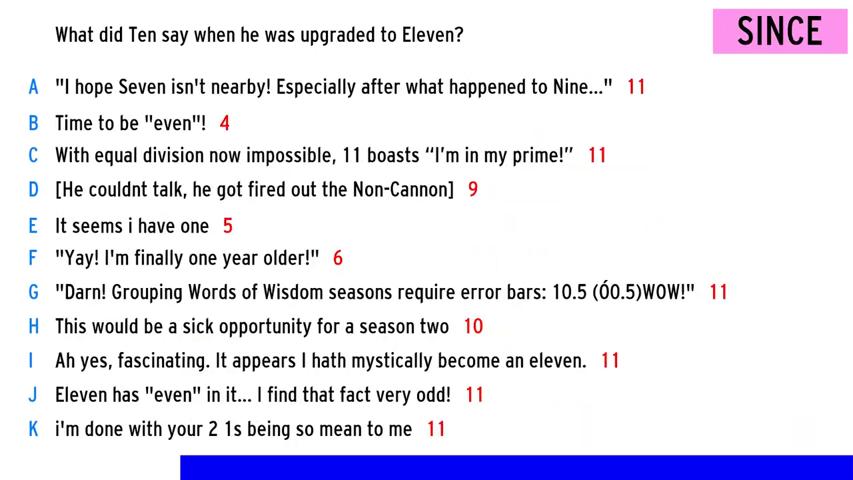 What did Ten say when he was upgraded to Eleven?
SINCE
A "I hope Seven isn't nearby! Especially after what happened to Nine..." 11
B Time to be "even"! 4
C With equal division now impossible, 11 boasts “I’m in my prime!” 11
D [He couldnt talk, he got fired out the Non-Cannon] 9
E It seems i have one 5
F "Yay! I'm finally one year older!" 6
G "Darn! Grouping Words of Wisdom seasons require error bars: 10.5 (Ó0.5)WOW!" 11
H This would be a sick opportunity for a season two 10
I Ah yes, fascinating. It appears I hath mystically become an eleven. 11
J Eleven has "even" in it... I find that fact very odd! 11
K i'm done with your 2 1s being so mean to me 11